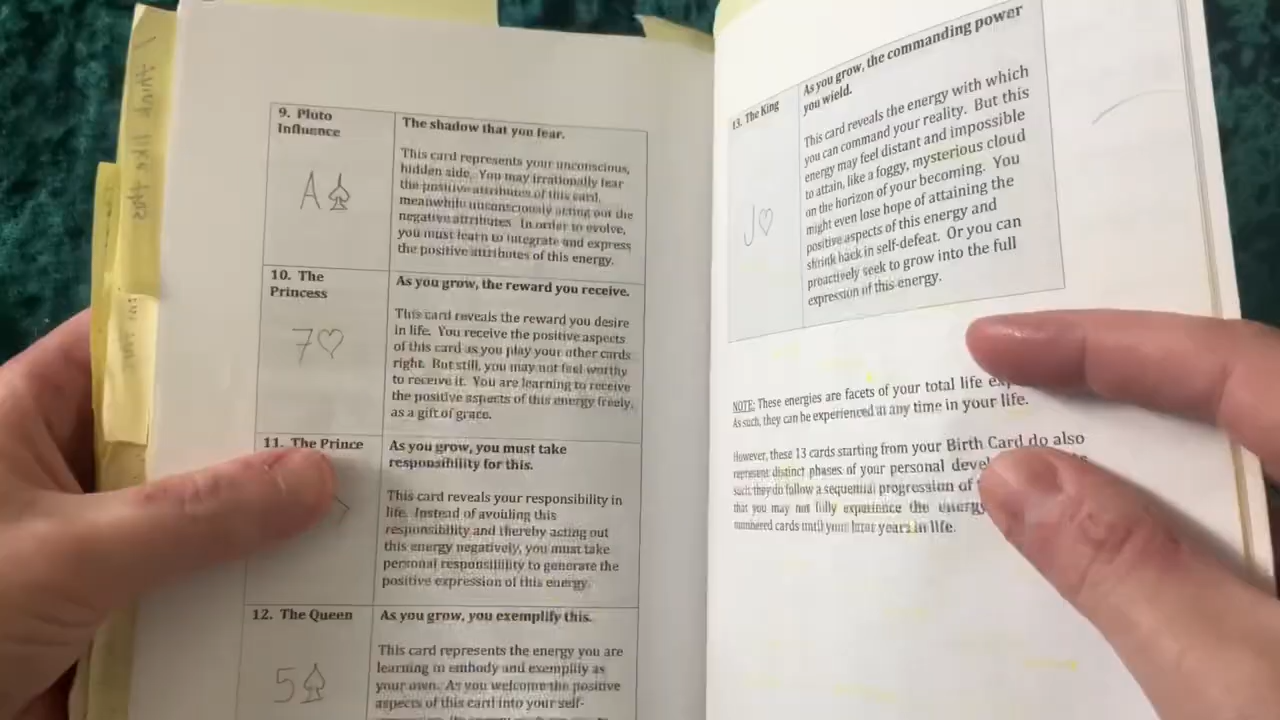 I think like this
9. Pluto
Influence
A♤
The shadow that you fear.
This card represents your unconscious,
hidden side. You may irrationally fear
the positive attributes of this card,
meanwhile unconsciously acting out the
negative attributes. In order to evolve,
you must learn to integrate and express
the positive attributes of this energy.
10. The
Princess
7♡
As you grow, the reward you receive.
This card reveals the reward you desire
in life. You receive the positive aspects
of this card as you play your other cards
right. But still, you may not feel worthy
to receive it. You are learning to receive
the positive aspects of this energy freely,
as a gift of grace.
11. The Prince
As you grow, you must take
responsibility for this.
This card reveals your responsibility in
life. Instead of avoiding this
responsibility and thereby acting out
this energy negatively, you must take
personal responsibility to generate the
positive expression of this energy.
12. The Queen
5♤
As you grow, you exemplify this.
This card represents the energy you are
learning to embody and exemplify as
your own. As you welcome the positive
aspects of this card into your self-
13. The King
J♡
As you grow, the commanding power
you wield.
This card reveals the energy with which
you can command your reality. But this
energy may feel distant and impossible
to attain, like a foggy, mysterious cloud
on the horizon of your becoming. You
might even lose hope of attaining the
positive aspects of this energy and
shrink back in self-defeat. Or you can
proactively seek to grow into the full
expression of this energy.
NOTE: These energies are facets of your total life
As such, they can be experienced at any time in your life.
However, these 13 cards starting from your Birth Card do also
represent distinct phases of your personal
such, they do follow a sequential progression of
that you may not fully experience the energy
numbered cards until your later years in life.